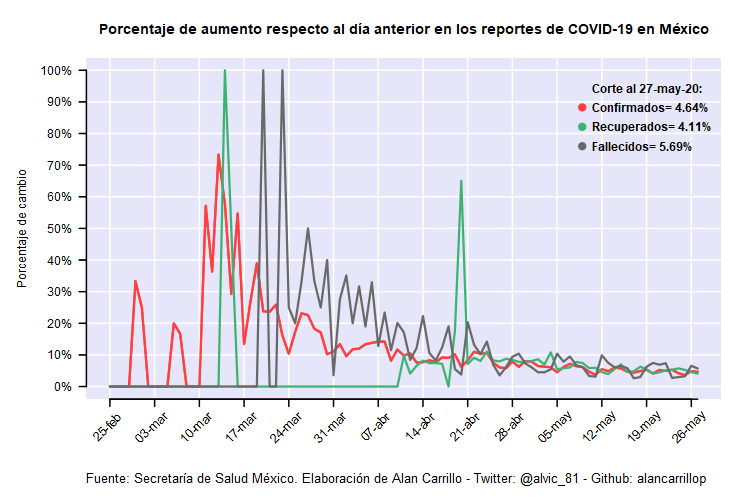 Porcentaje de aumento respecto al día anterior en los reportes de COVID-19 en México
Corte al 27-may-20:
Confirmados= 4.64%
Recuperados= 4.11%
Fallecidos= 5.69%
Porcentaje de cambio
100%
90%
80%
70%
60%
50%
40%
30%
20%
10%
0%
25-feb
03-mar
10-mar
17-mar
24-mar
31-mar
07-abr
14-abr
21-abr
28-abr
05-may
12-may
19-may
26-may
Fuente: Secretaría de Salud México. Elaboración de Alan Carrillo - Twitter: @alvic_81 - Github: alancarrillop